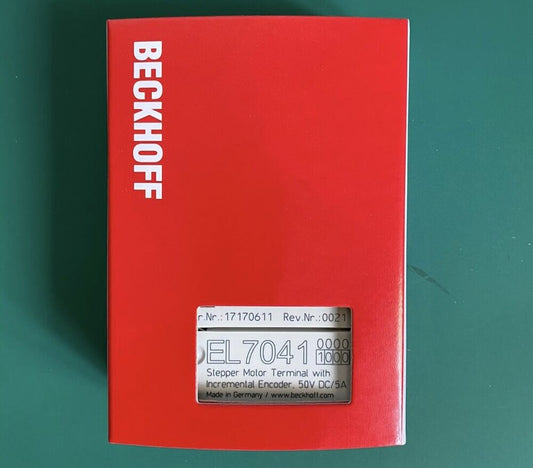 BECKHOFF
r.Nr.:17170611 Rev.Nr.:0021
EL7041 0000
1000
Stepper Motor Terminal with
Incremental Encoder, 50V DC/5A
Made in Germany / www.beckhoff.com